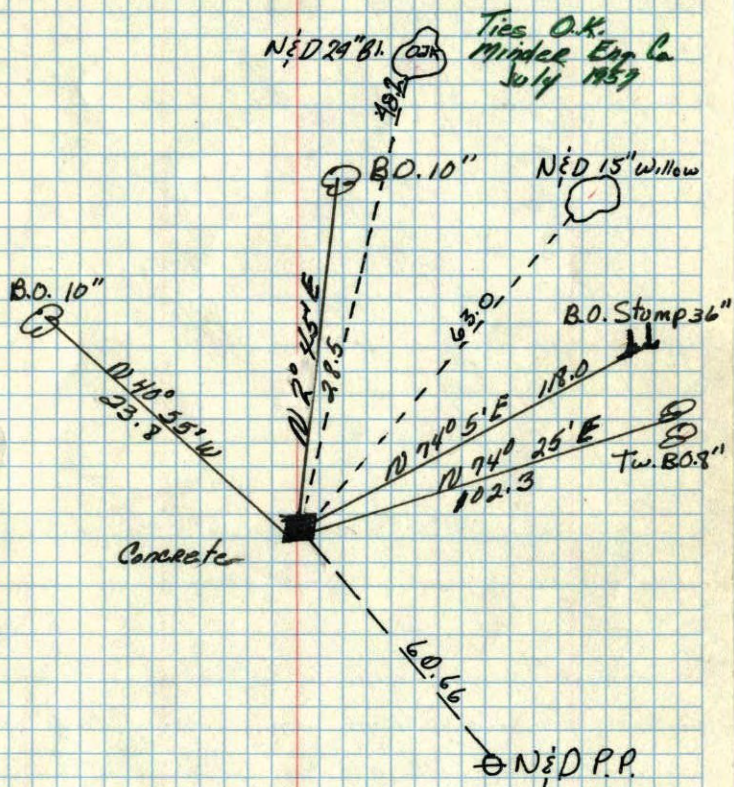 Ties O.K.
Minder Eng Co
July 1957
N&D 24" Bl.
OAK
48.2
B.O. 10"
N&D 15" Willow
B.O. 10"
N 2° 45' E
28.5
63.0
B.O. Stump 36"
N 40° 55' W
23.8
N 74° 5' E 118.0
N 74° 25' E
102.3
Tw. B.O. 8"
Concrete
60.66
N&D P.P.